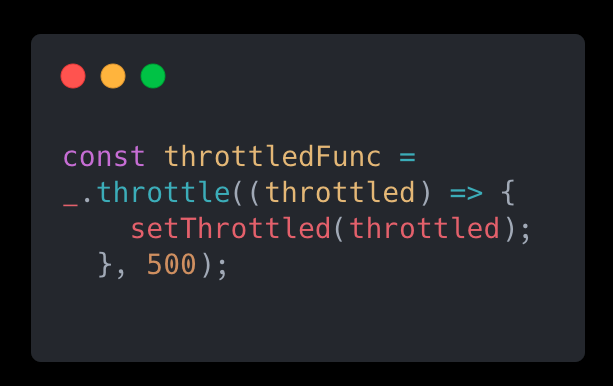 const throttledFunc =
_.throttle((throttled) => {
    setThrottled(throttled);
  }, 500);